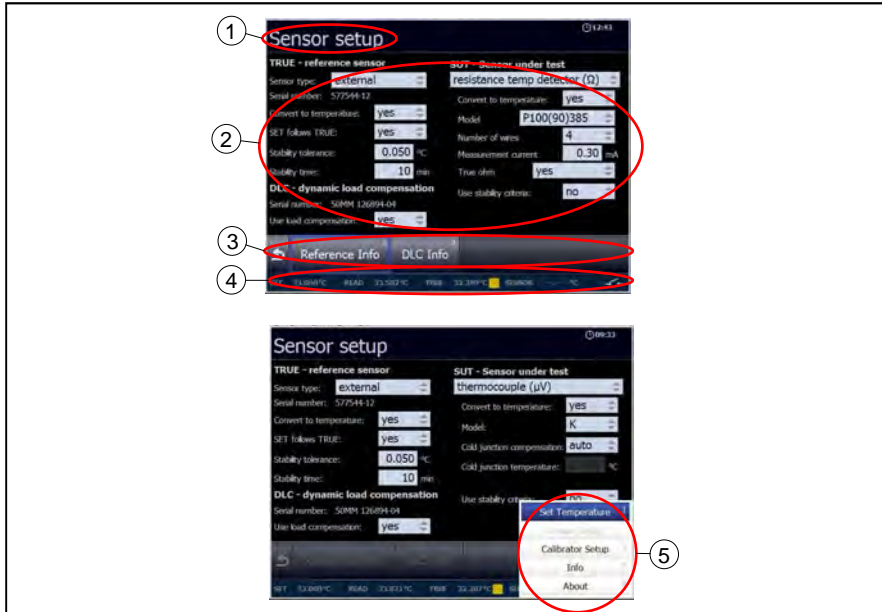 1
12:43
Sensor setup
TRUE - reference sensor
SUT - Sensor under test
Sensor type: external
resistance temp detector (Ω)
Serial number: 577544-12
Convert to temperature: yes
Convert to temperature: yes
Model P100(90)385
SET follows TRUE: yes
Number of wires 4
2
Stability tolerance: 0.050 °C
Measurement current 0.30 mA
Stability time: 10 min
True ohm yes
DLC - dynamic load compensation
Use stability criteria: no
Serial number: 50MM 126894-04
Use load compensation: yes
3
Reference Info DLC Info
4
SET °C READ °C TRUE °C SENSOR °C
09:33
Sensor setup
TRUE - reference sensor
SUT - Sensor under test
Sensor type: external
thermocouple (µV)
Serial number: 577544-12
Convert to temperature: yes
Convert to temperature: yes
Model: K
SET follows TRUE: yes
Cold junction compensation: auto
Stability tolerance: 0.050 °C
Cold junction temperature: °C
Stability time: 10 min
DLC - dynamic load compensation
Use stability criteria: no
Serial number: 50MM 126894-04
Set Temperature
Use load compensation: yes
Calibrator Setup
5
Info
About
SET READ TRUE